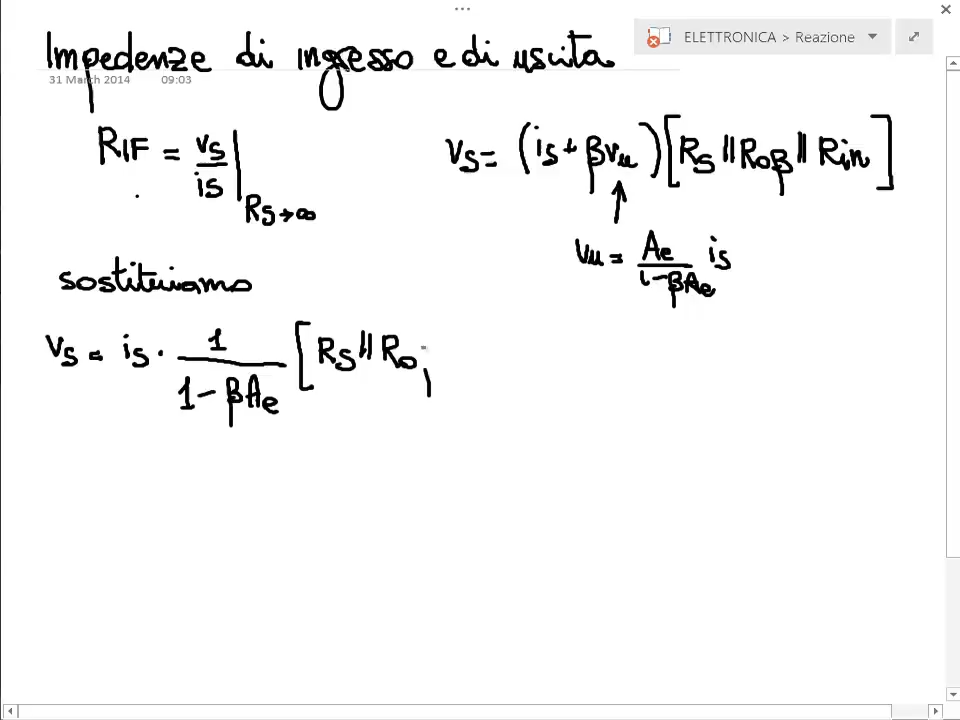 ELETTRONICA > Reazione
Impedenze di ingresso e di uscita
31 March 2014 09:03
RIF = vs/is | Rs→∞
vs = (is + βvu) [Rs || Roβ || Rin]
vu = Ae/(1-βAe) is
sostituiamo
vs = is · 1/(1-βAe) [Rs || Ro